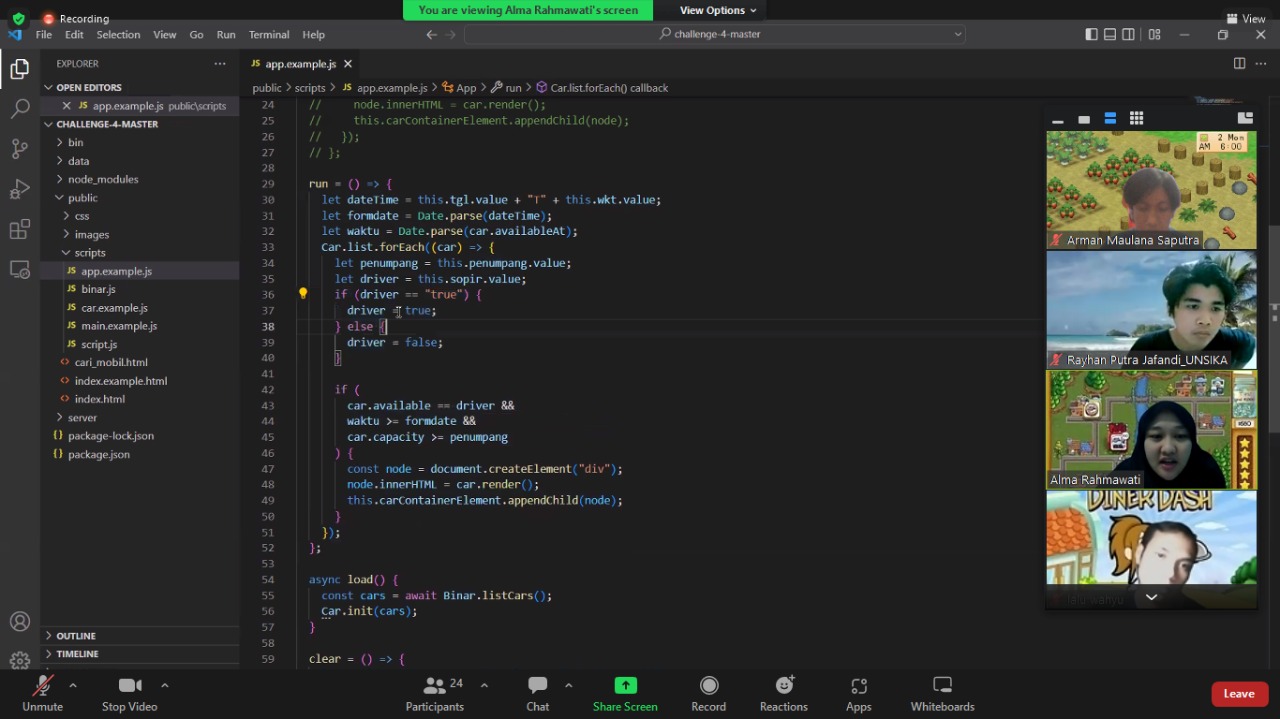 Recording
You are viewing Alma Rahmawati's screen
View Options
View
File Edit Selection View Go Run Terminal Help
challenge-4-master
EXPLORER
app.example.js
OPEN EDITORS
app.example.js public\scripts
CHALLENGE-4-MASTER
bin
data
node_modules
public
css
images
scripts
app.example.js
binar.js
car.example.js
main.example.js
script.js
cari_mobil.html
index.example.html
index.html
server
package-lock.json
package.json
OUTLINE
TIMELINE
public > scripts > JS app.example.js > App > run > Car.list.forEach() callback
24 // node.innerHTML = car.render();
25 // this.carContainerElement.appendChild(node);
26 // });
27 // };
28
29 run = () => {
30 let dateTime = this.tgl.value + "T" + this.wkt.value;
31 let formdate = Date.parse(dateTime);
32 let waktu = Date.parse(car.availableAt);
33 Car.list.forEach((car) => {
34 let penumpang = this.penumpang.value;
35 let driver = this.sopir.value;
36 if (driver == "true") {
37 driver = true;
38 } else {
39 driver = false;
40 }
41
42 if (
43 car.available == driver &&
44 waktu >= formdate &&
45 car.capacity >= penumpang
46 ) {
47 const node = document.createElement("div");
48 node.innerHTML = car.render();
49 this.carContainerElement.appendChild(node);
50 }
51 });
52 };
53
54 async load() {
55 const cars = await Binar.listCars();
56 Car.init(cars);
57 }
58
59 clear = () => {
2 Mon
AM 6:00
Arman Maulana Saputra
Rayhan Putra Jafandi_UNSIKA
Alma Rahmawati
DINER DASH
Unmute
Stop Video
24
Participants
Chat
Share Screen
Record
Reactions
Apps
Whiteboards
Leave